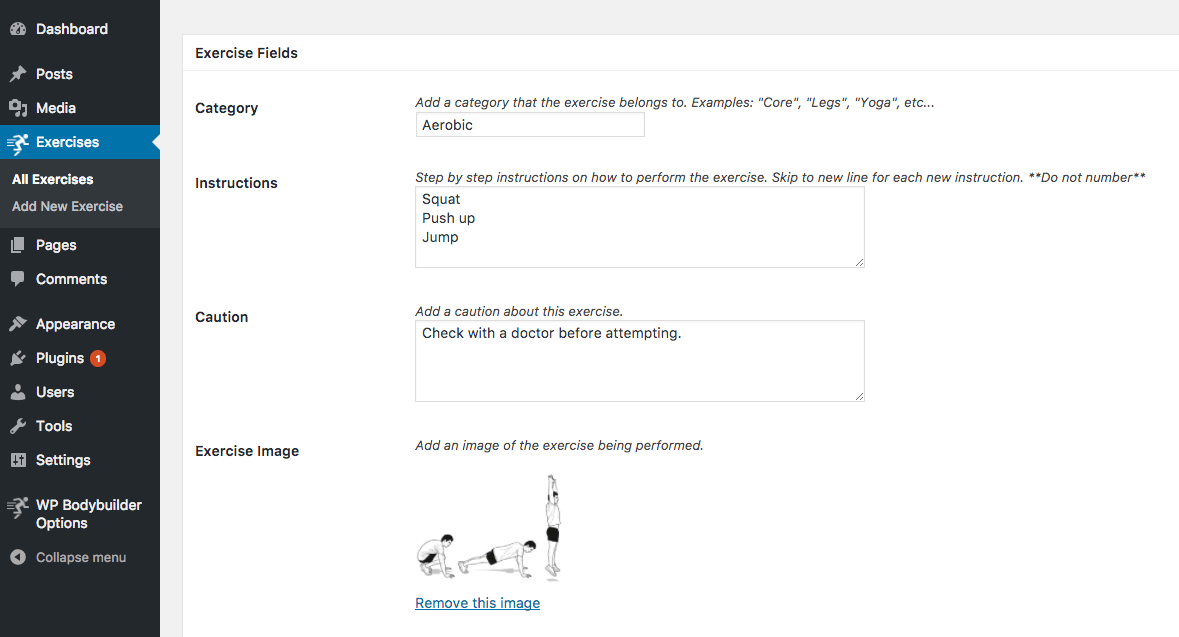 Dashboard
Posts
Media
Exercises
All Exercises
Add New Exercise
Pages
Comments
Appearance
Plugins 1
Users
Tools
Settings
WP Bodybuilder
Options
Collapse menu
Exercise Fields
Category
Add a category that the exercise belongs to. Examples: "Core", "Legs", "Yoga", etc...
Aerobic
Instructions
Step by step instructions on how to perform the exercise. Skip to new line for each new instruction. **Do not number**
Squat
Push up
Jump
Caution
Add a caution about this exercise.
Check with a doctor before attempting.
Exercise Image
Add an image of the exercise being performed.
Remove this image